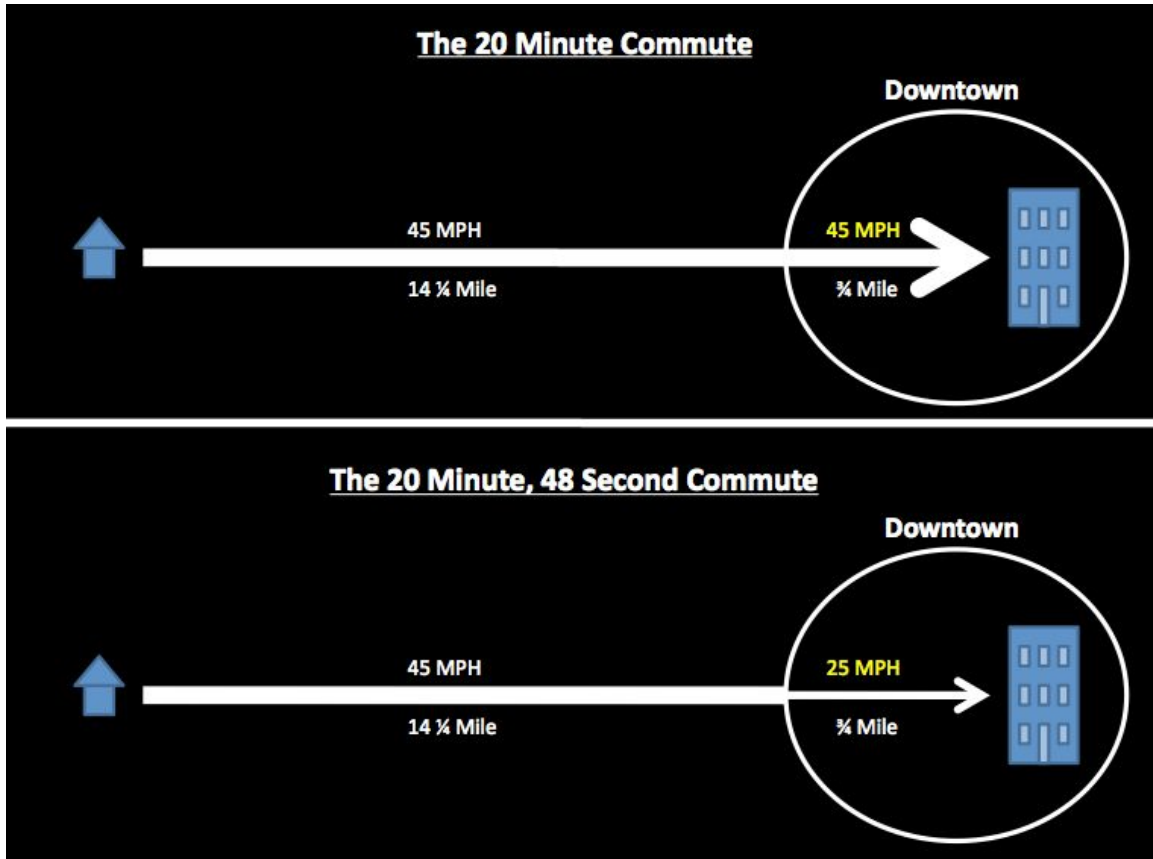 The 20 Minute Commute
Downtown
45 MPH
45 MPH
14 ¼ Mile
¾ Mile
The 20 Minute, 48 Second Commute
Downtown
45 MPH
25 MPH
14 ¼ Mile
¾ Mile